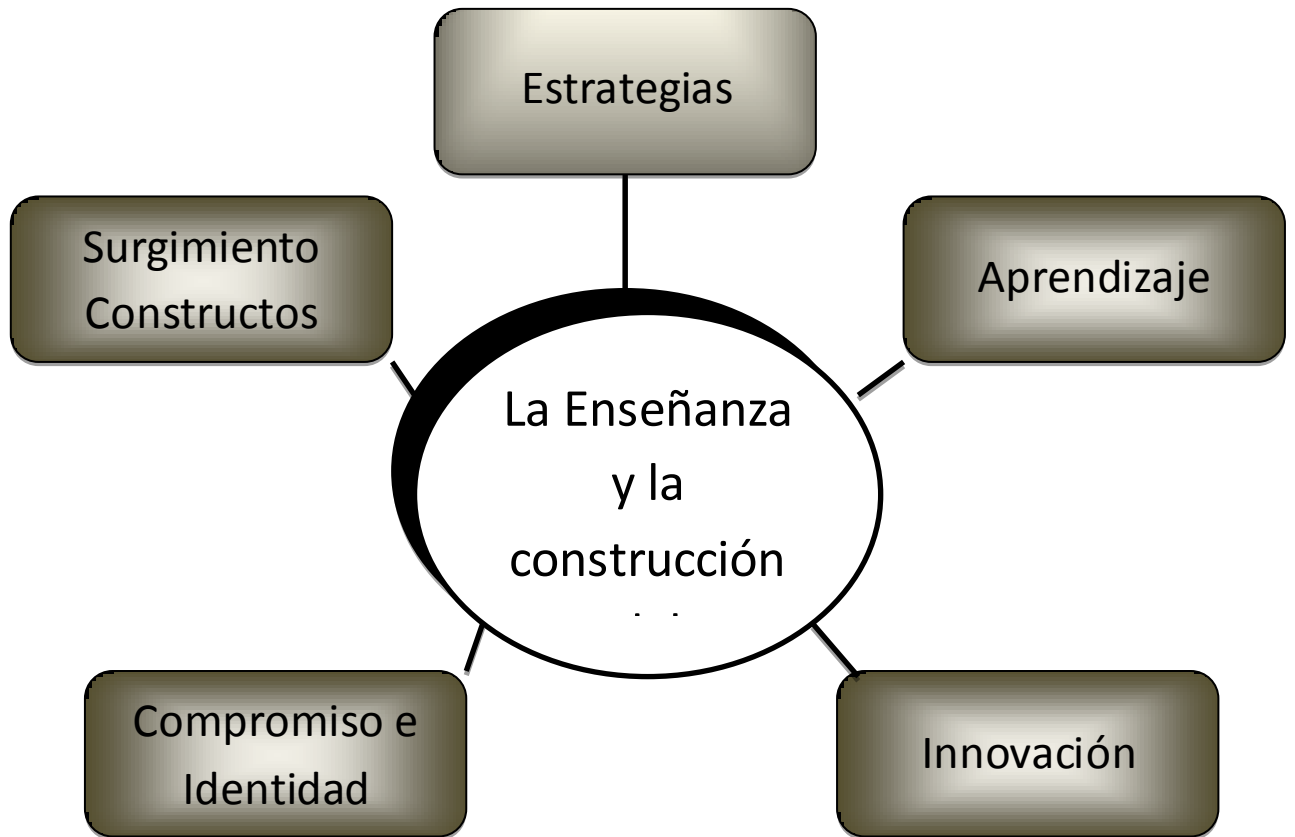 Estrategias
Surgimiento
Constructos
Aprendizaje
La Enseñanza
y la
construcción
Compromiso e
Identidad
Innovación